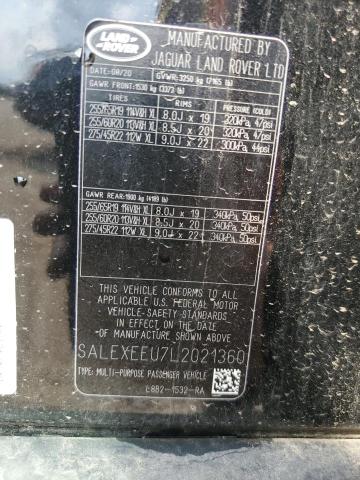 LAND ROVER
MANUFACTURED BY
JAGUAR LAND ROVER LTD
DATE:08/20 GVWR:3250 kg (7165 lb)
GAWR FRONT:1530 kg (3373 lb)
TIRES RIMS PRESSURE (COLD)
255/65R19 114V&H XL 8.0J x 19 320kPa, 47psi
255/60R20 113V&H XL 8.5J x 20 320kPa, 47psi
275/45R22 112W XL 9.0J x 22 300kPa, 44psi
GAWR REAR:1900 kg (4189 lb)
255/65R19 114V&H XL 8.0J x 19 340kPa, 50psi
255/60R20 113V&H XL 8.5J x 20 340kPa, 50psi
275/45R22 112W XL 9.0J x 22 340kPa, 50psi
THIS VEHICLE CONFORMS TO ALL
APPLICABLE U.S. FEDERAL MOTOR
VEHICLE SAFETY STANDARDS
IN EFFECT ON THE DATE
OF MANUFACTURE SHOWN ABOVE
SALEXEEU7L2021360
TYPE: MULTI-PURPOSE PASSENGER VEHICLE
L8B2-1532-RA